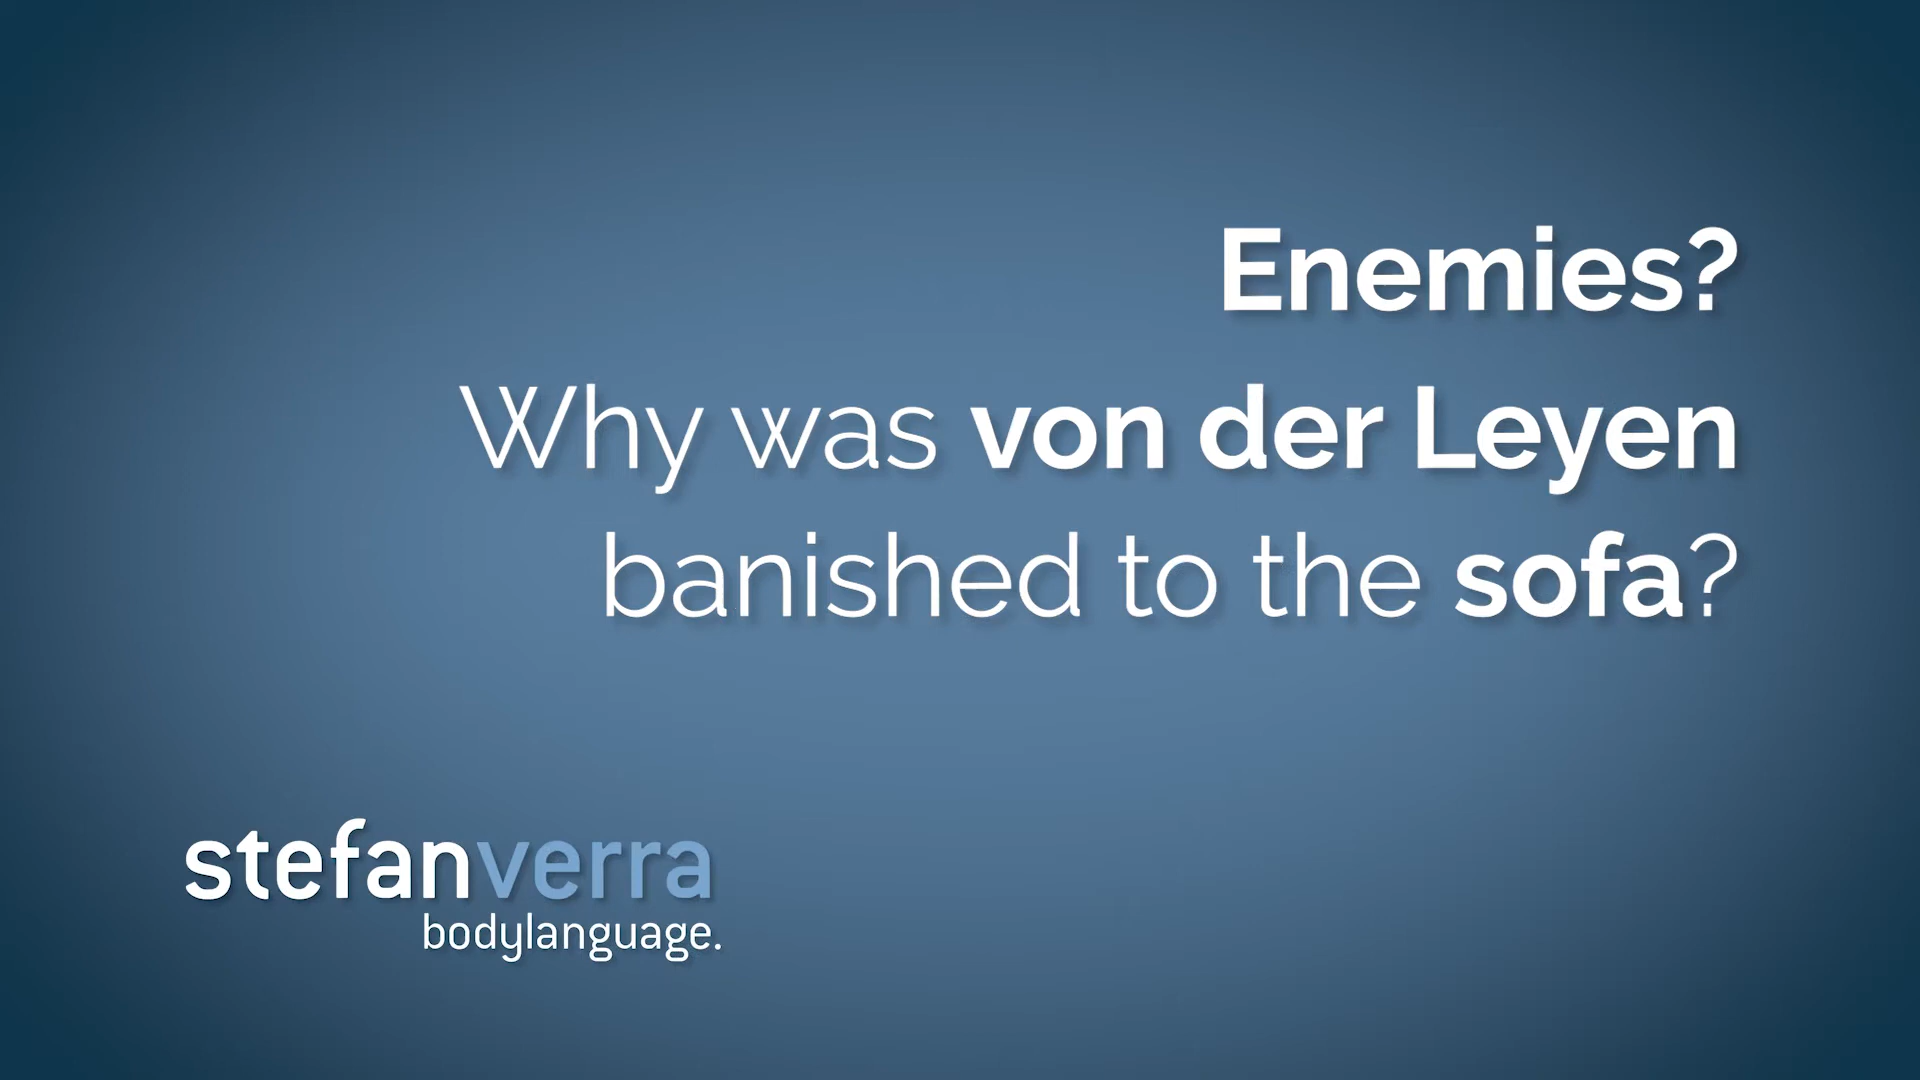 Enemies?
Why was von der Leyen
banished to the sofa?
stefanverra
bodylanguage.